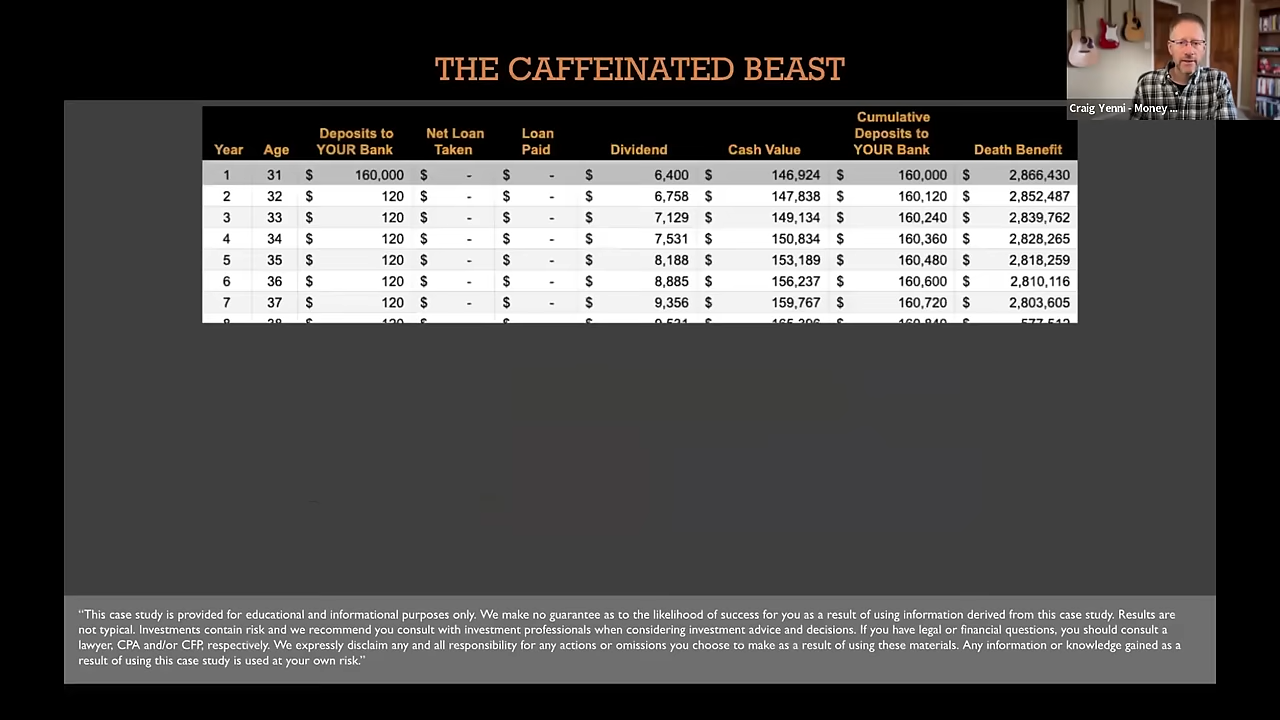 THE CAFFEINATED BEAST
Craig Yenni - Money ...
Year Age Deposits to YOUR Bank Net Loan Taken Loan Paid Dividend Cash Value Cumulative Deposits to YOUR Bank Death Benefit
1 31 $ 160,000 $ - $ - $ 6,400 $ 146,924 $ 160,000 $ 2,866,430
2 32 $ 120 $ - $ - $ 6,758 $ 147,838 $ 160,120 $ 2,852,487
3 33 $ 120 $ - $ - $ 7,129 $ 149,134 $ 160,240 $ 2,839,762
4 34 $ 120 $ - $ - $ 7,531 $ 150,834 $ 160,360 $ 2,828,265
5 35 $ 120 $ - $ - $ 8,188 $ 153,189 $ 160,480 $ 2,818,259
6 36 $ 120 $ - $ - $ 8,885 $ 156,237 $ 160,600 $ 2,810,116
7 37 $ 120 $ - $ - $ 9,356 $ 159,767 $ 160,720 $ 2,803,605
“This case study is provided for educational and informational purposes only. We make no guarantee as to the likelihood of success for you as a result of using information derived from this case study. Results are
not typical. Investments contain risk and we recommend you consult with investment professionals when considering investment advice and decisions. If you have legal or financial questions, you should consult a
lawyer, CPA and/or CFP, respectively. We expressly disclaim any and all responsibility for any actions or omissions you choose to make as a result of using these materials. Any information or knowledge gained as a
result of using this case study is used at your own risk.”